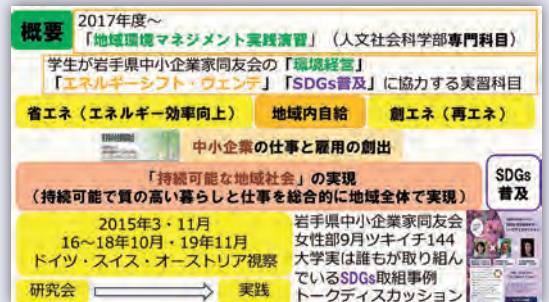 概要
2017年度～
「地域環境マネジメント実践演習」（人文社会科学部専門科目）
学生が岩手県中小企業家同友会の「環境経営」
「エネルギーシフト・ヴェンデ」「SDGs普及」に協力する実習科目
省エネ（エネルギー効率向上）
地域内自給
創エネ（再エネ）
中小企業の仕事と雇用の創出
「持続可能な地域社会」の実現
（持続可能で質の高い暮らしと仕事を総合的に地域全体で実現）
SDGs
普及
2015年3・11月
16～18年10月・19年11月
ドイツ・スイス・オーストリア視察
研究会
実践
岩手県中小企業家同友会
女性部9月ツキイチ144
大学実は誰もが取り組ん
でいるSDGs取組事例
トークディスカッション